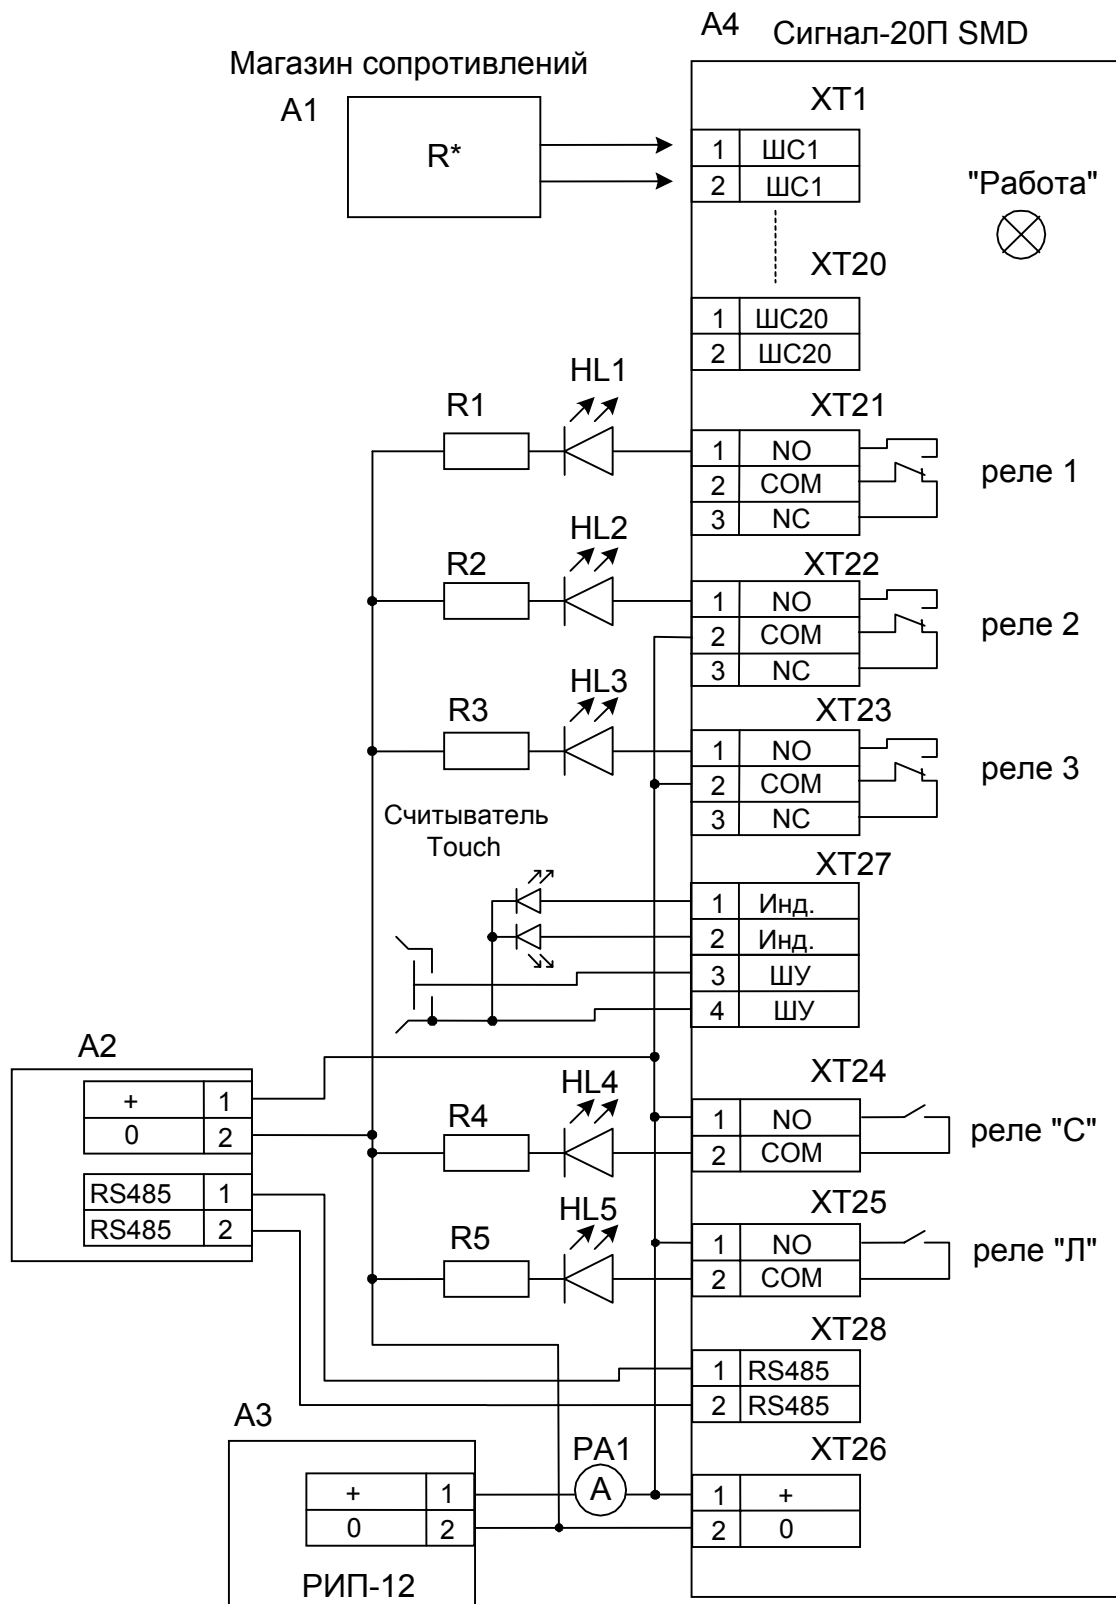 А4 Сигнал-20П SMD
Магазин сопротивлений
А1
R*
XT1
1 ШС1
2 ШС1
"Работа"
XT20
1 ШС20
2 ШС20
HL1
R1
XT21
1 NO
2 COM
3 NC
реле 1
HL2
R2
XT22
1 NO
2 COM
3 NC
реле 2
HL3
R3
XT23
1 NO
2 COM
3 NC
реле 3
Считыватель
Touch
XT27
1 Инд.
2 Инд.
3 ШУ
4 ШУ
А2
+ 1
0 2
RS485 1
RS485 2
HL4
R4
XT24
1 NO
2 COM
реле "С"
HL5
R5
XT25
1 NO
2 COM
реле "Л"
XT28
1 RS485
2 RS485
А3
+ 1
0 2
РИП-12
PA1
A
XT26
1 +
2 0